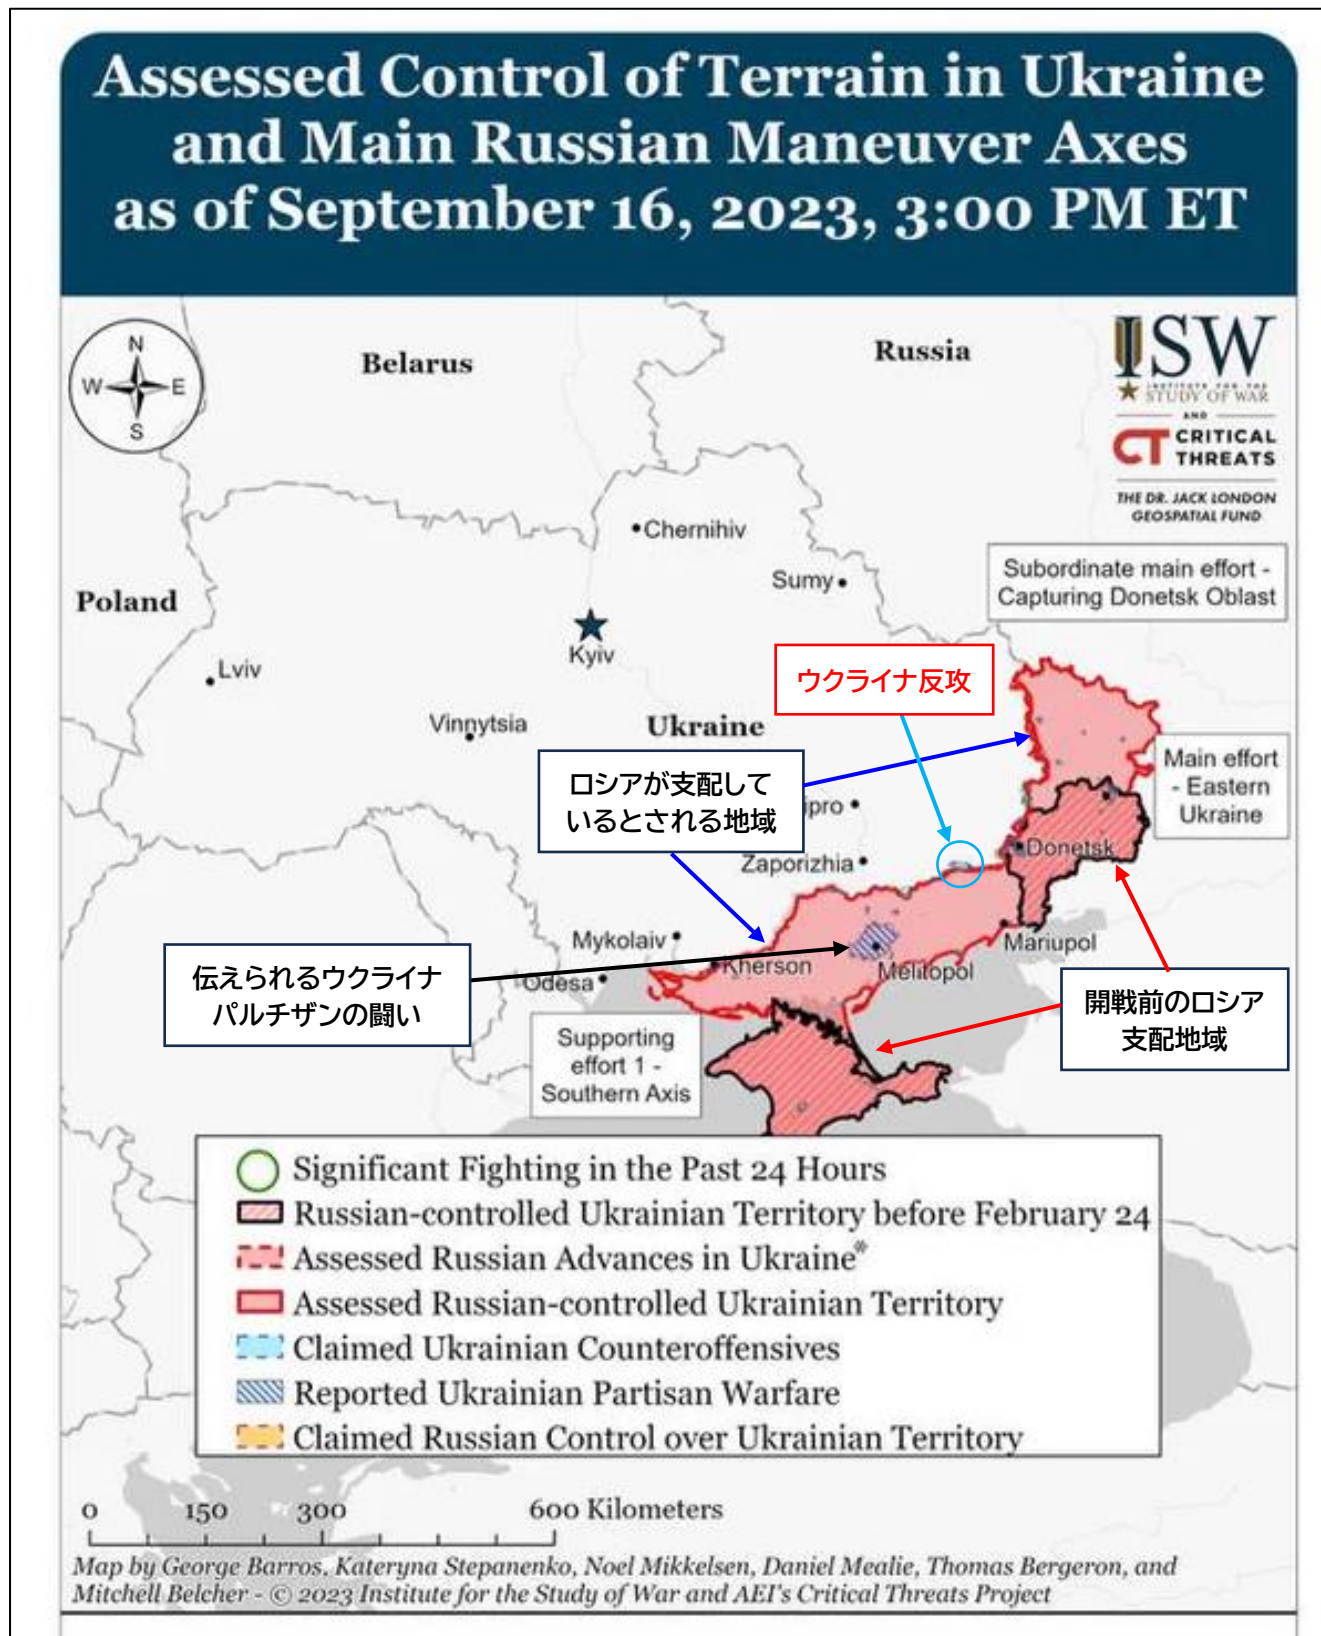 Assessed Control of Terrain in Ukraine
and Main Russian Maneuver Axes
as of September 16, 2023, 3:00 PM ET
N
W
E
S
Belarus
Russia
ISW
INSTITUTE FOR THE
STUDY OF WAR
AND
CT CRITICAL
THREATS
THE DR. JACK LONDON
GEOSPATIAL FUND
Chernihiv
Sumy
Subordinate main effort -
Capturing Donetsk Oblast
Poland
Kyiv
Lviv
ウクライナ反攻
Vinnytsia
Ukraine
ロシアが支配して
いるとされる地域
Main effort
- Eastern
Ukraine
ipro
Zaporizhia
Donetsk
Mykolaiv
Mariupol
Kherson
Melitopol
Odesa
伝えられるウクライナ
パルチザンの闘い
開戦前のロシア
支配地域
Supporting
effort 1 -
Southern Axis
Significant Fighting in the Past 24 Hours
Russian-controlled Ukrainian Territory before February 24
Assessed Russian Advances in Ukraine*
Assessed Russian-controlled Ukrainian Territory
Claimed Ukrainian Counteroffensives
Reported Ukrainian Partisan Warfare
Claimed Russian Control over Ukrainian Territory
0 150 300 600 Kilometers
Map by George Barros, Kateryna Stepanenko, Noel Mikkelsen, Daniel Mealie, Thomas Bergeron, and
Mitchell Belcher - © 2023 Institute for the Study of War and AEI's Critical Threats Project